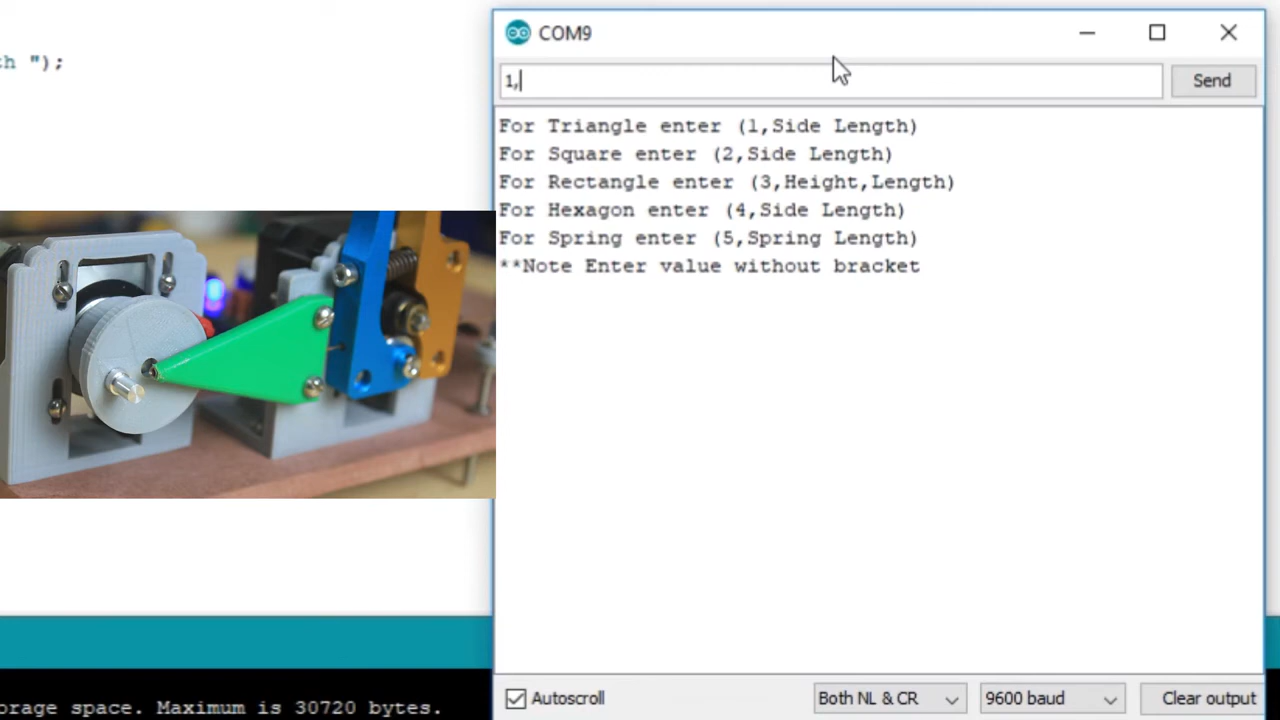 COM9
th ");
1,
Send
For Triangle enter (1,Side Length)
For Square enter (2,Side Length)
For Rectangle enter (3,Height,Length)
For Hexagon enter (4,Side Length)
For Spring enter (5,Spring Length)
**Note Enter value without bracket
Autoscroll
Both NL & CR
9600 baud
Clear output
orage space. Maximum is 30720 bytes.